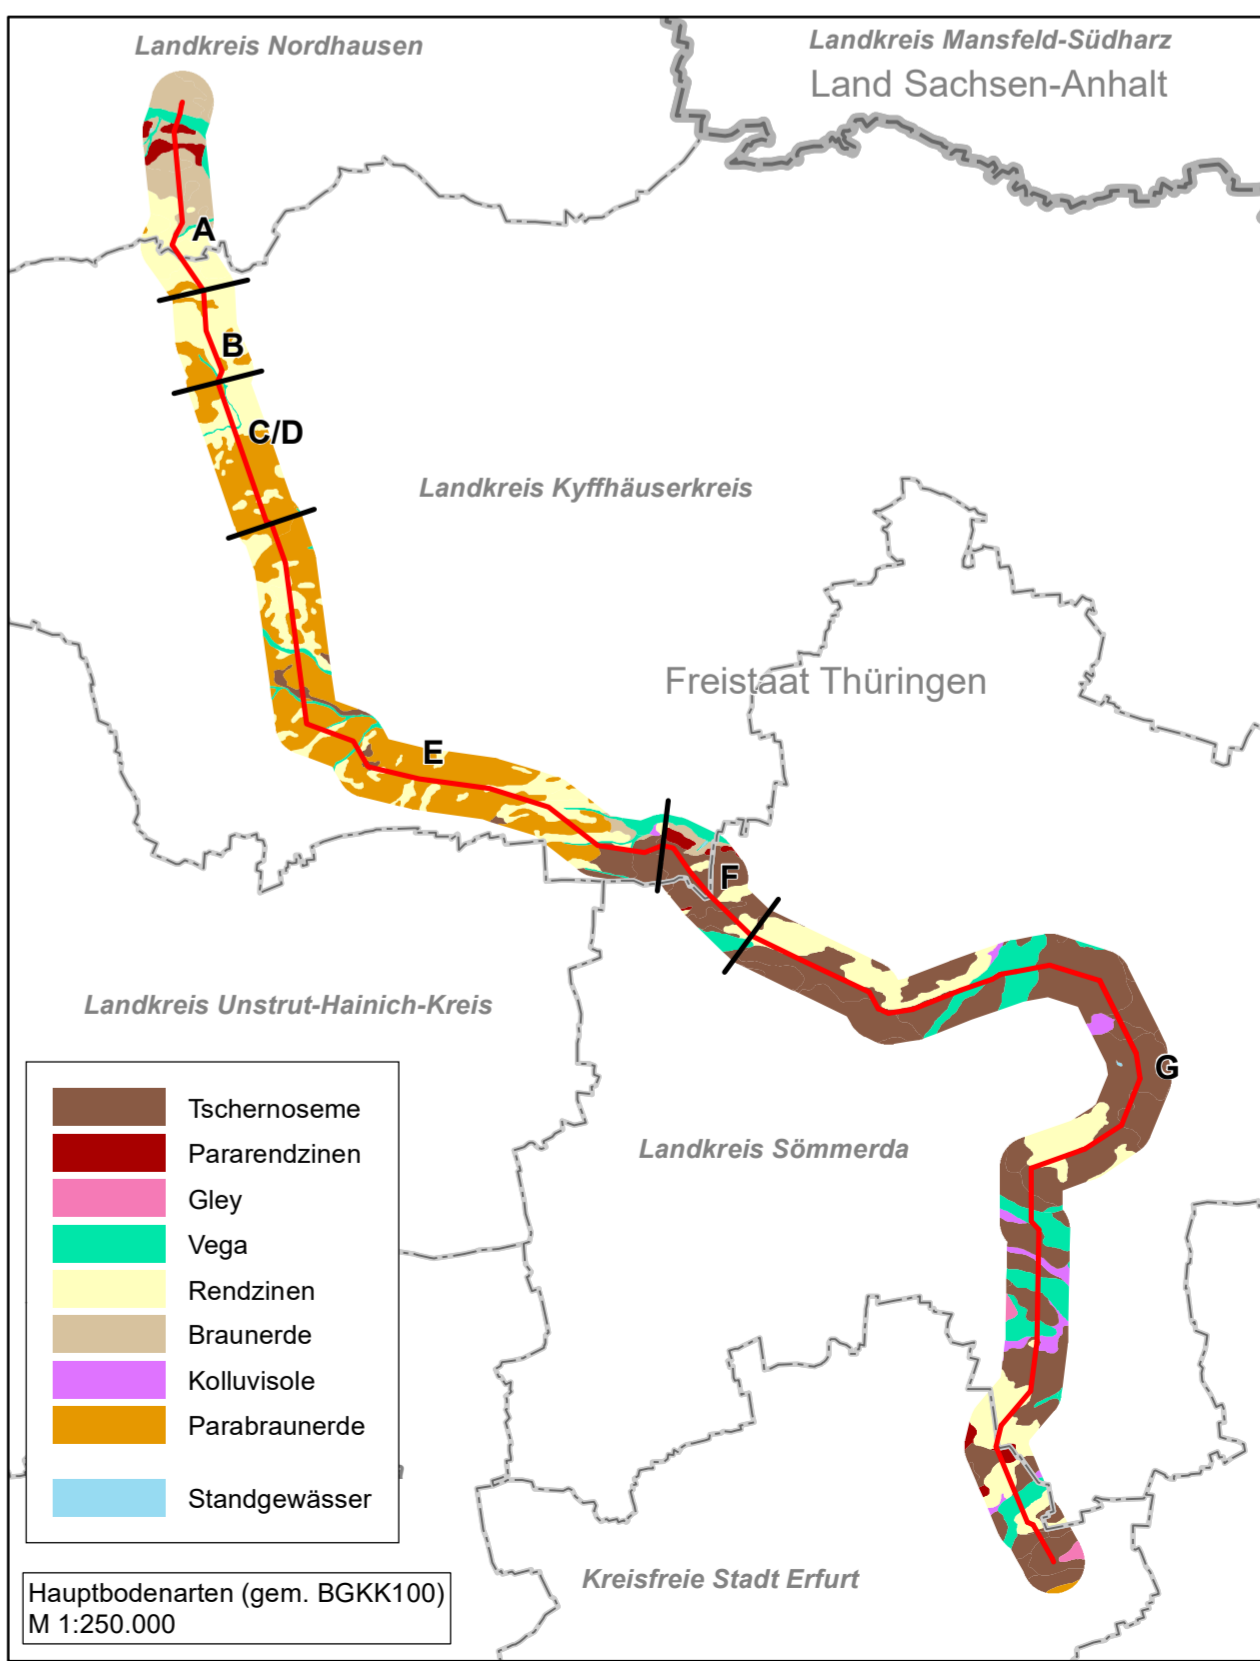 Landkreis Nordhausen
Landkreis Mansfeld-Südharz
Land Sachsen-Anhalt
A
B
C/D
Landkreis Kyffhäuserkreis
Freistaat Thüringen
E
F
Landkreis Unstrut-Hainich-Kreis
G
Landkreis Sömmerda
Tschernoseme
Pararendzinen
Gley
Vega
Rendzinen
Braunerde
Kolluvisole
Parabraunerde
Standgewässer
Kreisfreie Stadt Erfurt
Hauptbodenarten (gem. BGKK100)
M 1:250.000